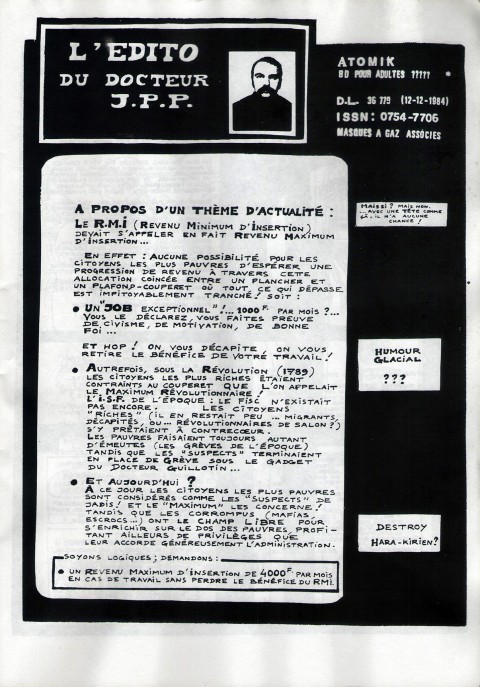 L'EDITO
DU DOCTEUR
J.P.P.
ATOMIK
BD POUR ADULTES ?????
D.L. 36 779 (12-12-1984)
ISSN: 0754-7706
MASQUES A GAZ ASSOCIES
A PROPOS D'UN THÈME D'ACTUALITÉ :
LE R.M.I (REVENU MINIMUM D'INSERTION)
DEVAIT S'APPELER EN FAIT REVENU MAXIMUM
D'INSERTION...
EN EFFET : AUCUNE POSSIBILITÉ POUR LES
CITOYENS LES PLUS PAUVRES D'ESPÉRER UNE
PROGRESSION DE REVENU À TRAVERS CETTE
ALLOCATION COINCÉE ENTRE UN PLANCHER ET
UN PLAFOND-COUPERET OÙ TOUT CE QUI DÉPASSE
EST IMPITOYABLEMENT TRANCHÉ! SOIT :
• UN "JOB EXCEPTIONNEL" !... 1000F. PAR MOIS ?...
VOUS LE DÉCLAREZ, VOUS FAITES PREUVE
DE CIVISME, DE MOTIVATION, DE BONNE
FOI...
ET HOP! ON VOUS DÉCAPITE, ON VOUS
RETIRE LE BÉNÉFICE DE VOTRE TRAVAIL!
• AUTREFOIS, SOUS LA RÉVOLUTION (1789)
LES CITOYENS LES PLUS RICHES ÉTAIENT
CONTRAINTS AU COUPERET QUE L'ON APPELAIT
LE MAXIMUM RÉVOLUTIONNAIRE!
L'I.S.F. DE L'ÉPOQUE : LE FISC N'EXISTAIT
PAS ENCORE. LES CITOYENS
"RICHES" (IL EN RESTAIT PEU ... MIGRANTS,
DÉCAPITÉS, OU... RÉVOLUTIONNAIRES DE SALON?)
S'Y PRÊTAIENT À CONTRECŒUR.
LES PAUVRES FAISAIENT TOUJOURS AUTANT
D'ÉMEUTES (LES GRÈVES DE L'ÉPOQUE)
TANDIS QUE LES "SUSPECTS" TERMINAIENT
EN PLACE DE GRÈVE SOUS LE GADGET
DU DOCTEUR GUILLOTIN...
• ET AUJOURD'HUI ?
À CE JOUR LES CITOYENS LES PLUS PAUVRES
SONT CONSIDÉRÉS COMME LES "SUSPECTS" DE
JADIS! ET LE "MAXIMUM" LES CONCERNE!
TANDIS QUE LES CORROMPUS (MAFIAS,
ESCROCS...) ONT LE CHAMP LIBRE POUR
S'ENRICHIR SUR LE DOS DES PAUVRES, PROFI-
TANT AILLEURS DE PRIVILÈGES QUE
LEUR ACCORDE GÉNÉREUSEMENT L'ADMINISTRATION.
SOYONS LOGIQUES; DEMANDONS :
• UN REVENU MAXIMUM D'INSERTION DE 4000F. PAR MOIS
EN CAS DE TRAVAIL SANS PERDRE LE BÉNÉFICE DU RMI.
MAIS SI ? MAIS NON.
...AVEC UNE TÊTE COMME
ÇA, IL N'A AUCUNE
CHANCE !
HUMOUR
GLACIAL
???
DESTROY
HARA-KIRIEN?